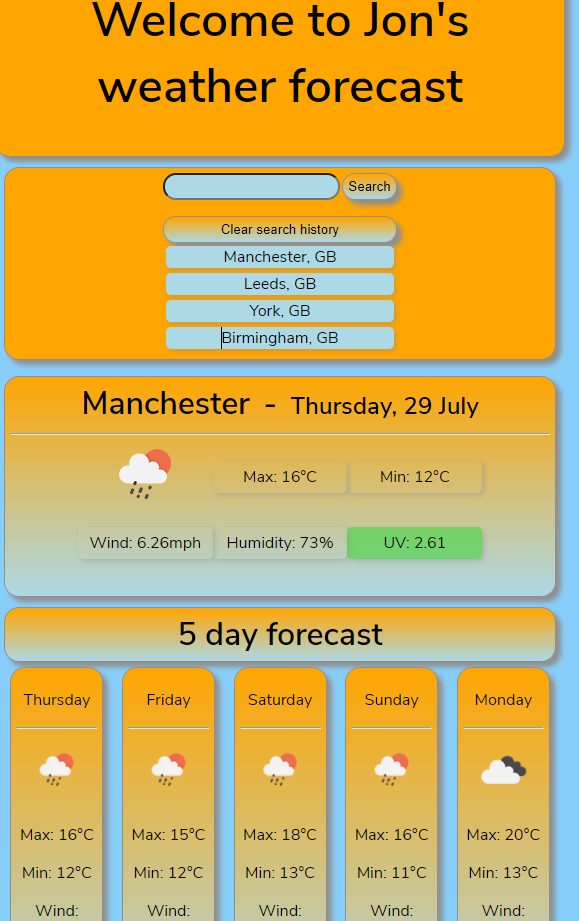 Welcome to Jon's
weather forecast
Search
Clear search history
Manchester, GB
Leeds, GB
York, GB
Birmingham, GB
Manchester - Thursday, 29 July
Max: 16°C Min: 12°C
Wind: 6.26mph Humidity: 73% UV: 2.61
5 day forecast
Thursday Friday Saturday Sunday Monday
Max: 16°C Max: 15°C Max: 18°C Max: 16°C Max: 20°C
Min: 12°C Min: 12°C Min: 13°C Min: 11°C Min: 13°C
Wind: Wind: Wind: Wind: Wind: